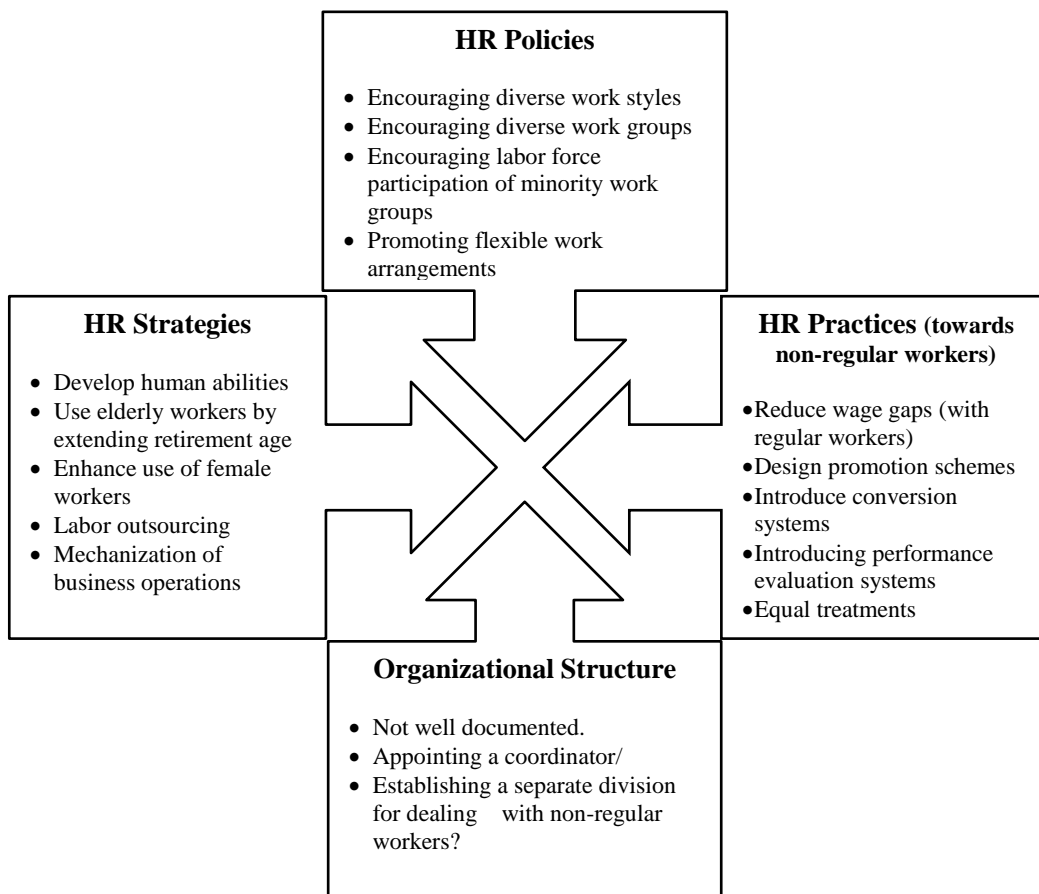 HR Policies
• Encouraging diverse work styles
• Encouraging diverse work groups
• Encouraging labor force
participation of minority work
groups
• Promoting flexible work
arrangements
HR Strategies
• Develop human abilities
• Use elderly workers by
extending retirement age
• Enhance use of female
workers
• Labor outsourcing
• Mechanization of
business operations
HR Practices (towards
non-regular workers)
•Reduce wage gaps (with
regular workers)
•Design promotion schemes
•Introduce conversion
systems
•Introducing performance
evaluation systems
•Equal treatments
Organizational Structure
• Not well documented.
• Appointing a coordinator/
• Establishing a separate division
for dealing with non-regular
workers?